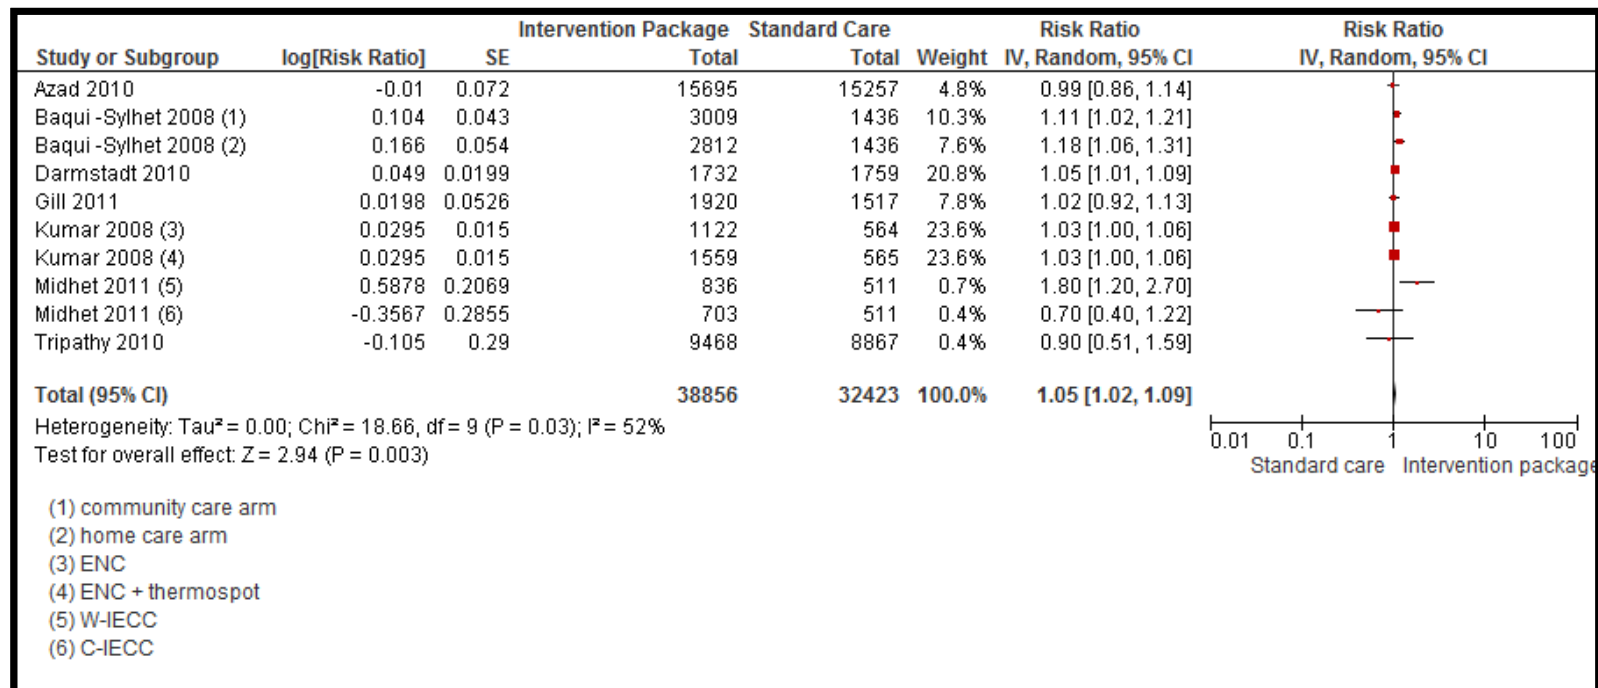 Intervention Package Standard Care Risk Ratio Risk Ratio
Study or Subgroup log[Risk Ratio] SE Total Total Weight IV, Random, 95% CI IV, Random, 95% CI
Azad 2010 -0.01 0.072 15695 15257 4.8% 0.99 [0.86, 1.14]
Baqui -Sylhet 2008 (1) 0.104 0.043 3009 1436 10.3% 1.11 [1.02, 1.21]
Baqui -Sylhet 2008 (2) 0.166 0.054 2812 1436 7.6% 1.18 [1.06, 1.31]
Darmstadt 2010 0.049 0.0199 1732 1759 20.8% 1.05 [1.01, 1.09]
Gill 2011 0.0198 0.0526 1920 1517 7.8% 1.02 [0.92, 1.13]
Kumar 2008 (3) 0.0295 0.015 1122 564 23.6% 1.03 [1.00, 1.06]
Kumar 2008 (4) 0.0295 0.015 1559 565 23.6% 1.03 [1.00, 1.06]
Midhet 2011 (5) 0.5878 0.2069 836 511 0.7% 1.80 [1.20, 2.70]
Midhet 2011 (6) -0.3567 0.2855 703 511 0.4% 0.70 [0.40, 1.22]
Tripathy 2010 -0.105 0.29 9468 8867 0.4% 0.90 [0.51, 1.59]
Total (95% CI) 38856 32423 100.0% 1.05 [1.02, 1.09]
Heterogeneity: Tau² = 0.00; Chi² = 18.66, df = 9 (P = 0.03); I² = 52%
Test for overall effect: Z = 2.94 (P = 0.003)
0.01 0.1 1 10 100
Standard care Intervention package
(1) community care arm
(2) home care arm
(3) ENC
(4) ENC + thermospot
(5) W-IECC
(6) C-IECC